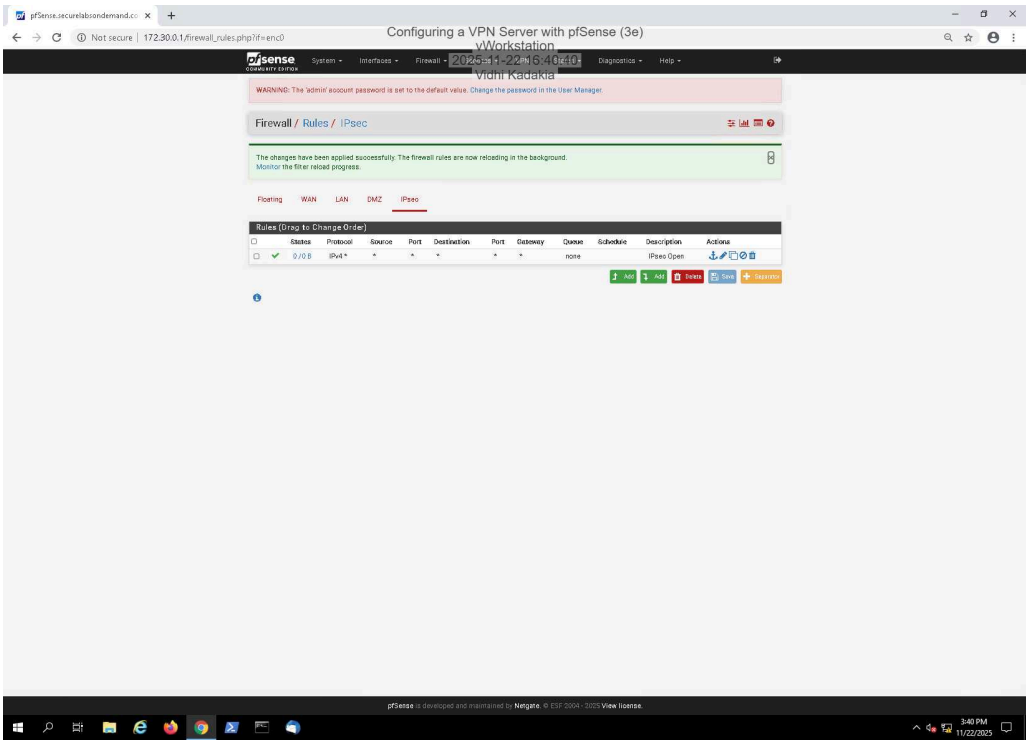 pfSense.securelabsondemand.co
Not secure | 172.30.0.1/firewall_rules.php?if=enc0
Configuring a VPN Server with pfSense (3e)
vWorkstation
Vidhi Kadakia
pfsense
COMMUNITY EDITION
System Interfaces Firewall VPN Diagnostics Help
WARNING: The 'admin' account password is set to the default value. Change the password in the User Manager.
Firewall / Rules / IPsec
The changes have been applied successfully. The firewall rules are now reloading in the background.
Monitor the filter reload progress.
Floating WAN LAN DMZ IPsec
Rules (Drag to Change Order)
States Protocol Source Port Destination Port Gateway Queue Schedule Description Actions
0 / 0 B IPv4 * * * * * * none IPsec Open
Add Add Delete Save Separator
pfSense is developed and maintained by Netgate. © ESF 2004 - 2025 View license.
3:40 PM
11/22/2025